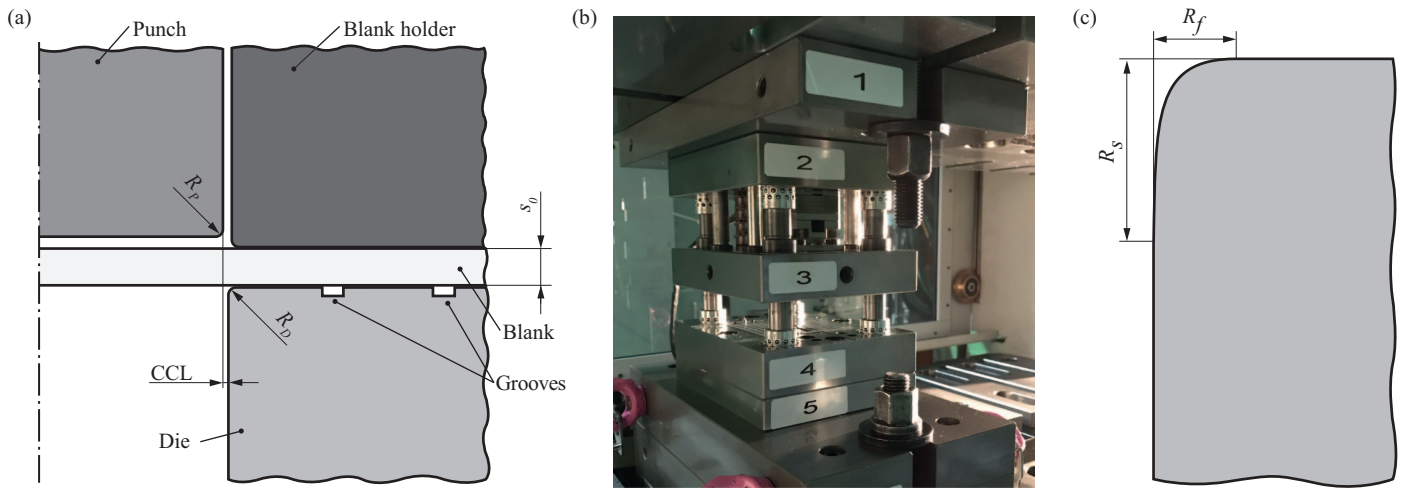 (a)
Punch
Blank holder
R_P
s_0
R_D
Blank
CCL
Grooves
Die
(b)
1
2
3
4
5
(c)
R_f
R_s